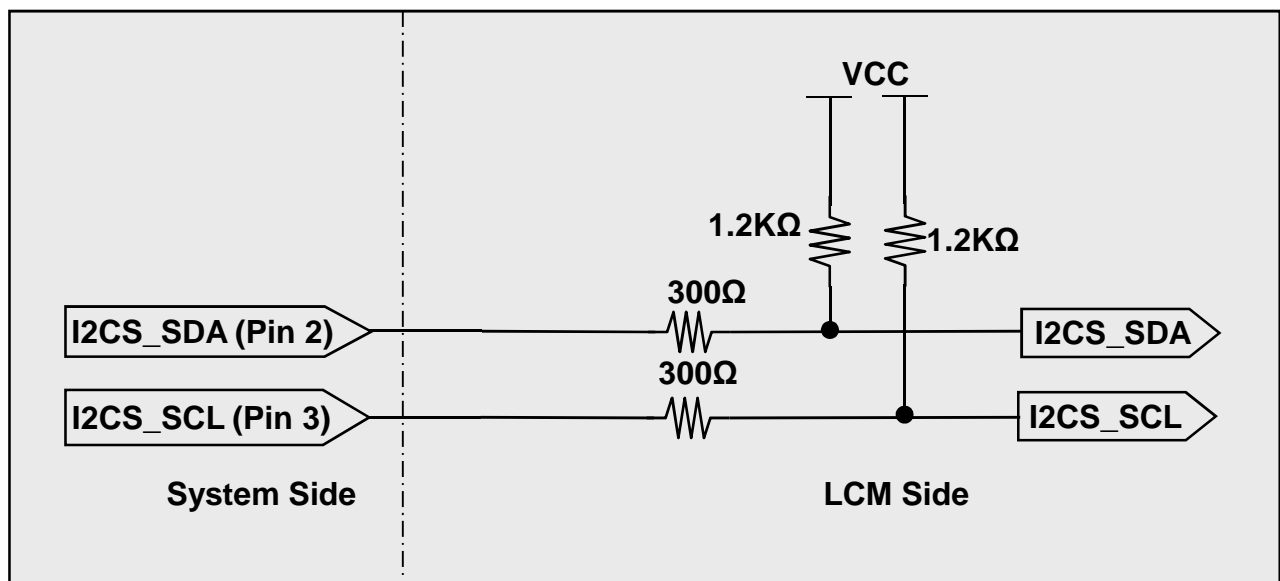 VCC
1.2KΩ
1.2KΩ
300Ω
I2CS_SDA (Pin 2)
I2CS_SDA
300Ω
I2CS_SCL (Pin 3)
I2CS_SCL
System Side
LCM Side